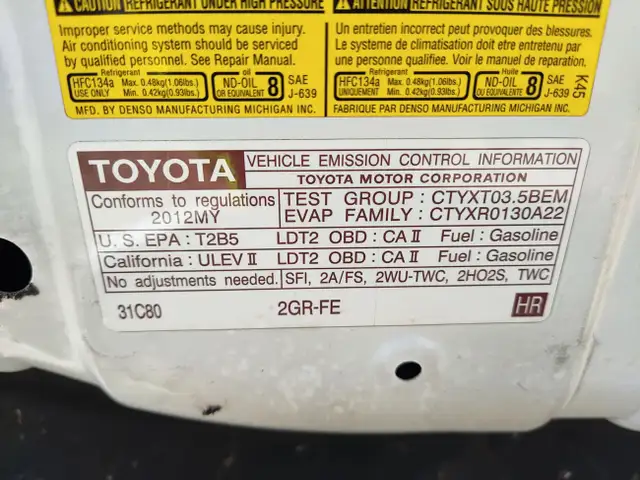 CAUTION REFRIGERANT UNDER HIGH PRESSURE
Improper service methods may cause injury.
Air conditioning system should be serviced
by qualified personnel. See Repair Manual.
Refrigerant
HFC134a
USE ONLY
Max. 0.48kg(1.06lbs.)
Min. 0.42kg(0.93lbs.)
Oil
ND-OIL 8
OR EQUIVALENT
SAE
J-639
MFD. BY DENSO MANUFACTURING MICHIGAN INC.
ATTENTION REFRIGERANT SOUS HAUTE PRESSION
Un entretien incorrect peut provoquer des blessures.
Le systeme de climatisation doit etre entretenu par
une personne qualifiée. Voir le manuel de reparation.
Refrigerant
HFC134a
UNIQUEMENT
Max. 0.48kg(1.06lbs.)
Min. 0.42kg(0.93lbs.)
Huile
ND-OIL 8
OU EQUIVALENTE
SAE
J-639
K45
FABRIQUE PAR DENSO MANUFACTURING MICHIGAN INC.
TOYOTA
VEHICLE EMISSION CONTROL INFORMATION
TOYOTA MOTOR CORPORATION
Conforms to regulations
2012MY
TEST GROUP : CTYXT03.5BEM
EVAP FAMILY : CTYXR0130A22
U. S. EPA : T2B5 LDT2 OBD : CA II Fuel : Gasoline
California : ULEV II LDT2 OBD : CA II Fuel : Gasoline
No adjustments needed. SFI, 2A/FS, 2WU-TWC, 2HO2S, TWC
31C80 2GR-FE HR